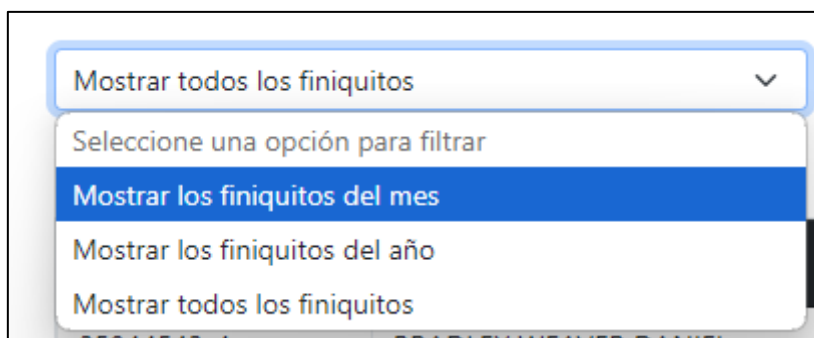 Mostrar todos los finiquitos
Seleccione una opción para filtrar
Mostrar los finiquitos del mes
Mostrar los finiquitos del año
Mostrar todos los finiquitos